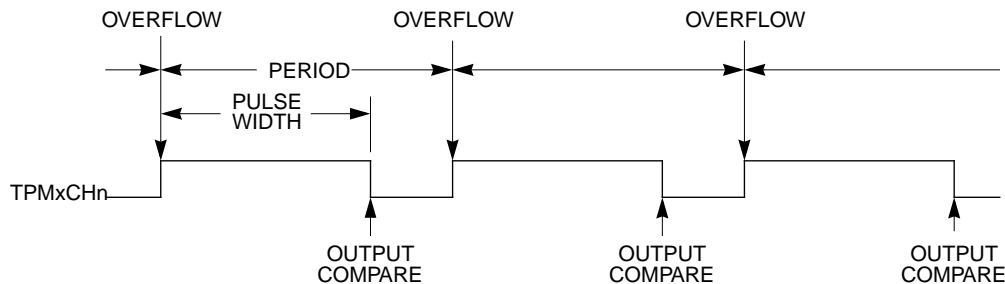 OVERFLOW OVERFLOW OVERFLOW
PERIOD
PULSE
WIDTH
TPMxCHn
OUTPUT OUTPUT OUTPUT
COMPARE COMPARE COMPARE